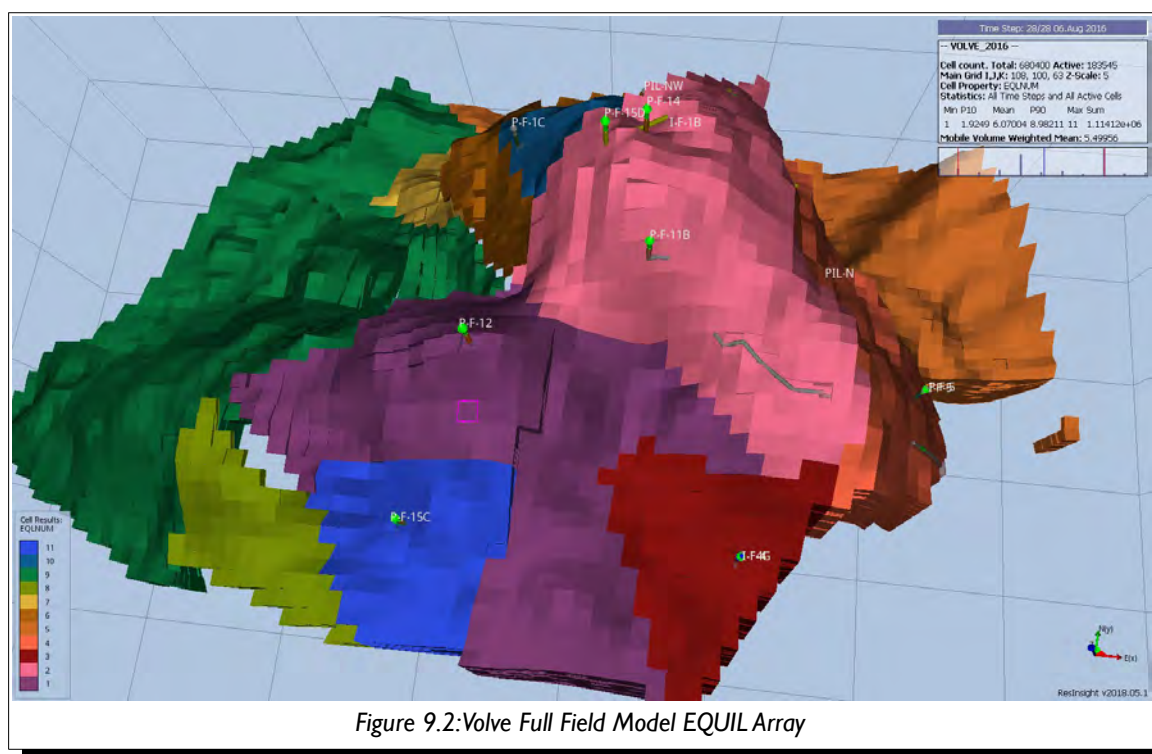 Time Step: 28/28 06.Aug 2016
-- VOLVE_2016 --
Cell count. Total: 680400 Active: 183545
Main Grid I,J,K: 108, 100, 63 Z-Scale: 5
Cell Property: EQLNUM
Statistics: All Time Steps and All Active Cells
Min P10 Mean P90 Max Sum
1 1.9249 6.07004 8.98211 11 1.11412e+06
Mobile Volume Weighted Mean: 5.49956
PIL-NW
P-F-14
P-F-15D
I-F-1B
P-F-1C
P-F-11B
PIL-N
P-F-12
P-F-15C
Cell Results:
EQLNUM
11
10
9
8
7
6
5
4
3
2
1
N(y)
E(x)
ResInsight v2018.05.1
Figure 9.2:Volve Full Field Model EQUIL Array